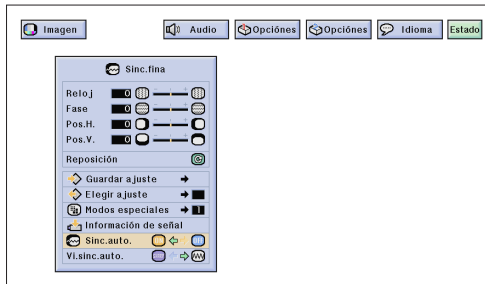 Imagen Audio Opciónes Opciónes Idioma Estado
Sinc.fina
Reloj 0
Fase 0
Pos.H. 0
Pos.V. 0
Reposición
Guardar ajuste
Elegir ajuste
Modos especiales 1
Información de señal
Sinc.auto.
Vi.sinc.auto.